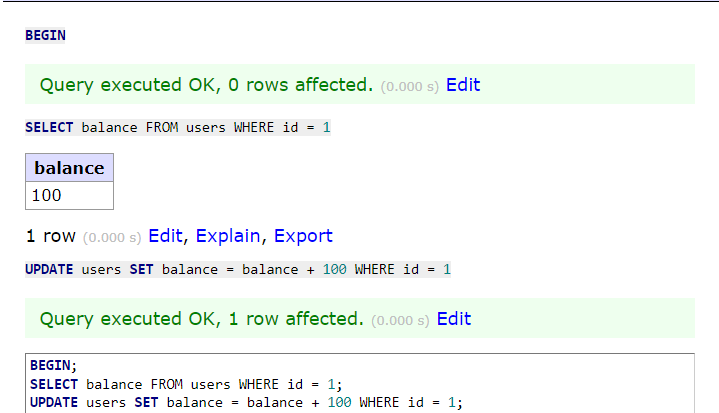 BEGIN
Query executed OK, 0 rows affected. (0.000 s) Edit
SELECT balance FROM users WHERE id = 1
balance
100
1 row (0.000 s) Edit, Explain, Export
UPDATE users SET balance = balance + 100 WHERE id = 1
Query executed OK, 1 row affected. (0.000 s) Edit
BEGIN;
SELECT balance FROM users WHERE id = 1;
UPDATE users SET balance = balance + 100 WHERE id = 1;